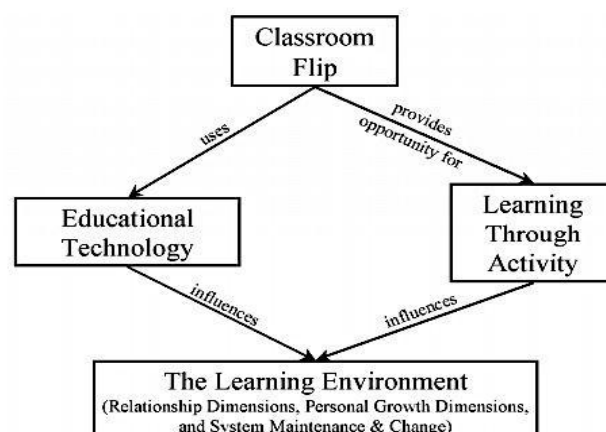 Classroom
Flip
uses
provides
opportunity for
Educational
Technology
Learning
Through
Activity
influences
influences
The Learning Environment
(Relationship Dimensions, Personal Growth Dimensions,
and System Maintenance & Change)